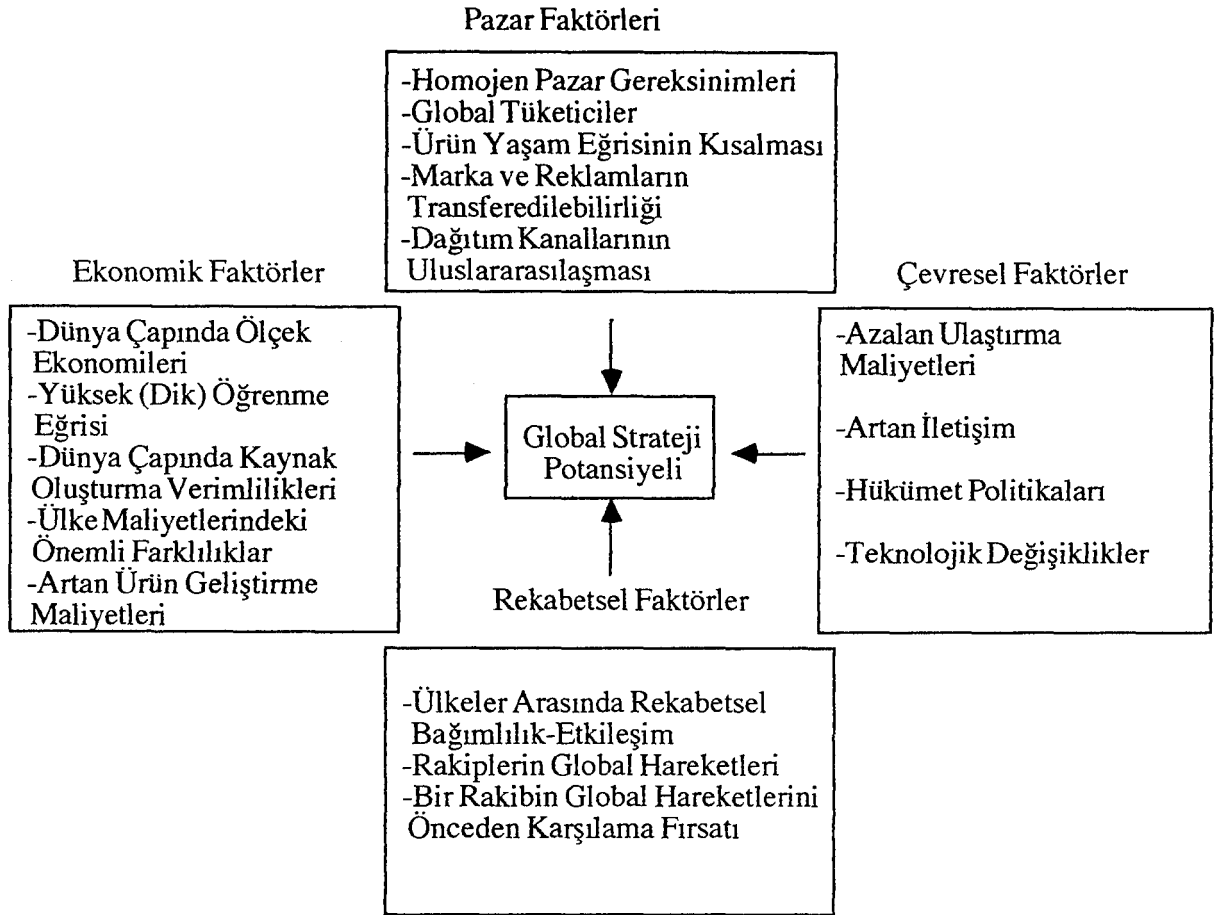 Pazar Faktörleri
-Homojen Pazar Gereksinimleri
-Global Tüketiciler
-Ürün Yaşam Eğrisinin Kısalması
-Marka ve Reklamların
Transferedilebilirliği
-Dağıtım Kanallarının
Uluslararasılaşması
Ekonomik Faktörler
-Dünya Çapında Ölçek
Ekonomileri
-Yüksek (Dik) Öğrenme
Eğrisi
-Dünya Çapında Kaynak
Oluşturma Verimlilikleri
-Ülke Maliyetlerindeki
Önemli Farklılıklar
-Artan Ürün Geliştirme
Maliyetleri
Global Strateji
Potansiyeli
Çevresel Faktörler
-Azalan Ulaştırma
Maliyetleri
-Artan İletişim
-Hükümet Politikaları
-Teknolojik Değişiklikler
Rekabetsel Faktörler
-Ülkeler Arasında Rekabetsel
Bağımlılık-Etkileşim
-Rakiplerin Global Hareketleri
-Bir Rakibin Global Hareketlerini
Önceden Karşılama Fırsatı